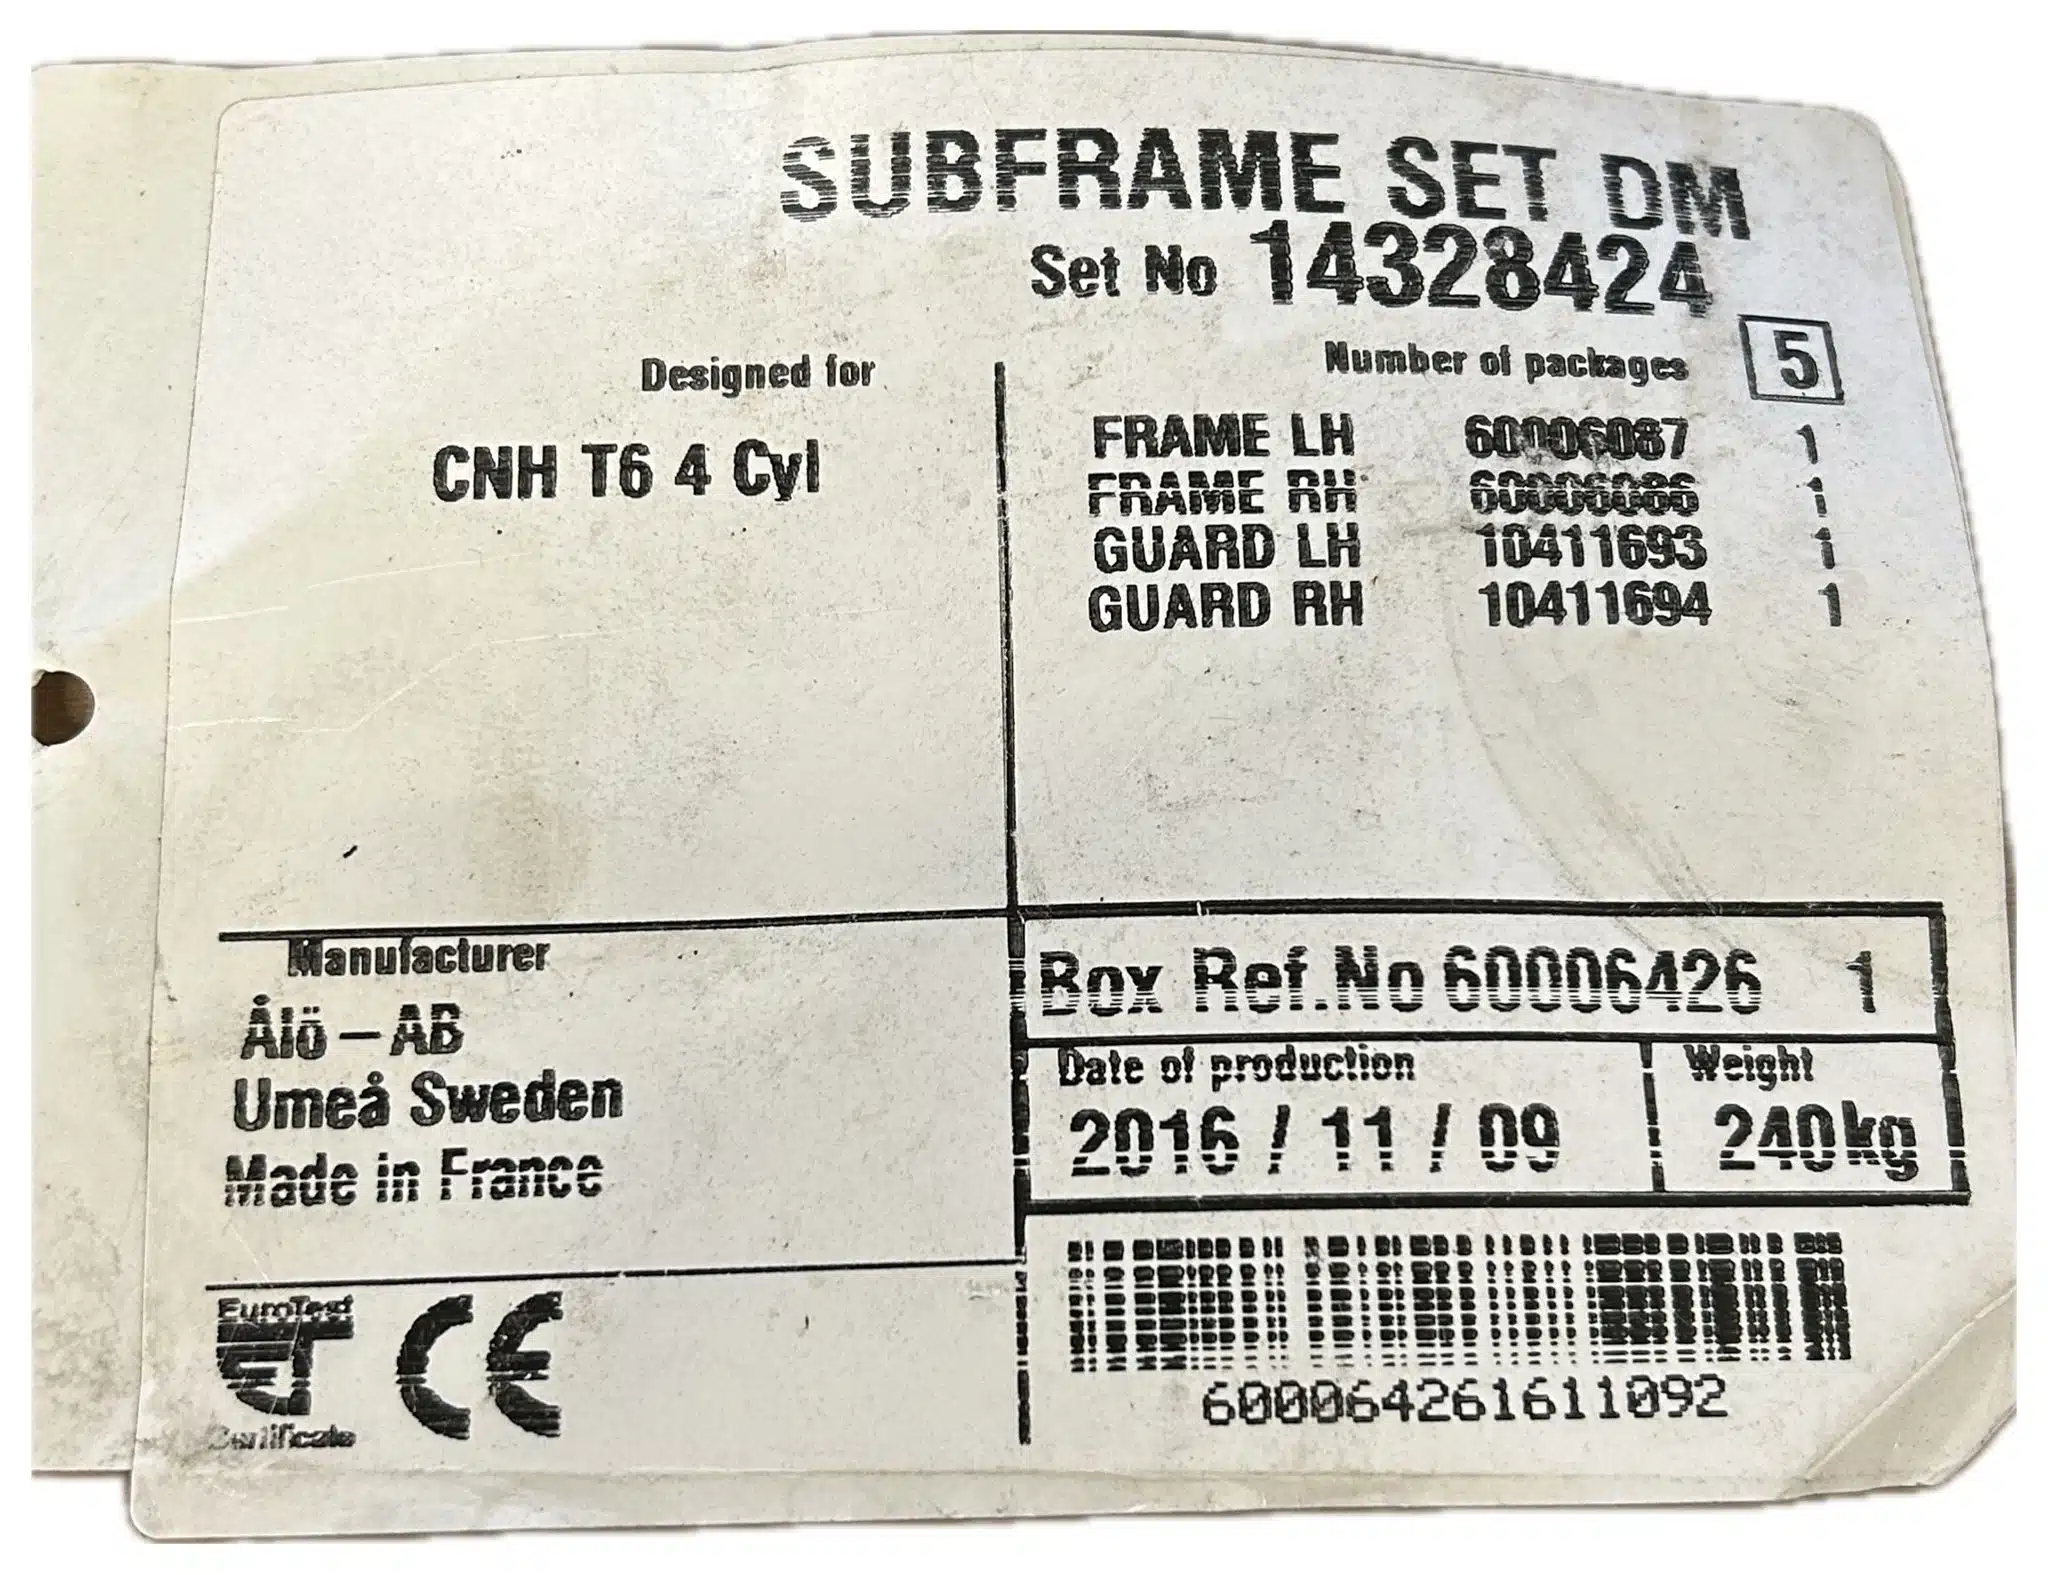 SUBFRAME SET DM
Set No 14328424
Designed for
CNH T6 4 Cyl
Number of packages 5
FRAME LH 60006087 1
FRAME RH 60006086 1
GUARD LH 10411693 1
GUARD RH 10411694 1
Manufacturer
Ålö – AB
Umeå Sweden
Made in France
Box Ref.No 60006426 1
Date of production
2016 / 11 / 09
Weight
240kg
EuroTest
ET
Certificate
CE
600064261611092